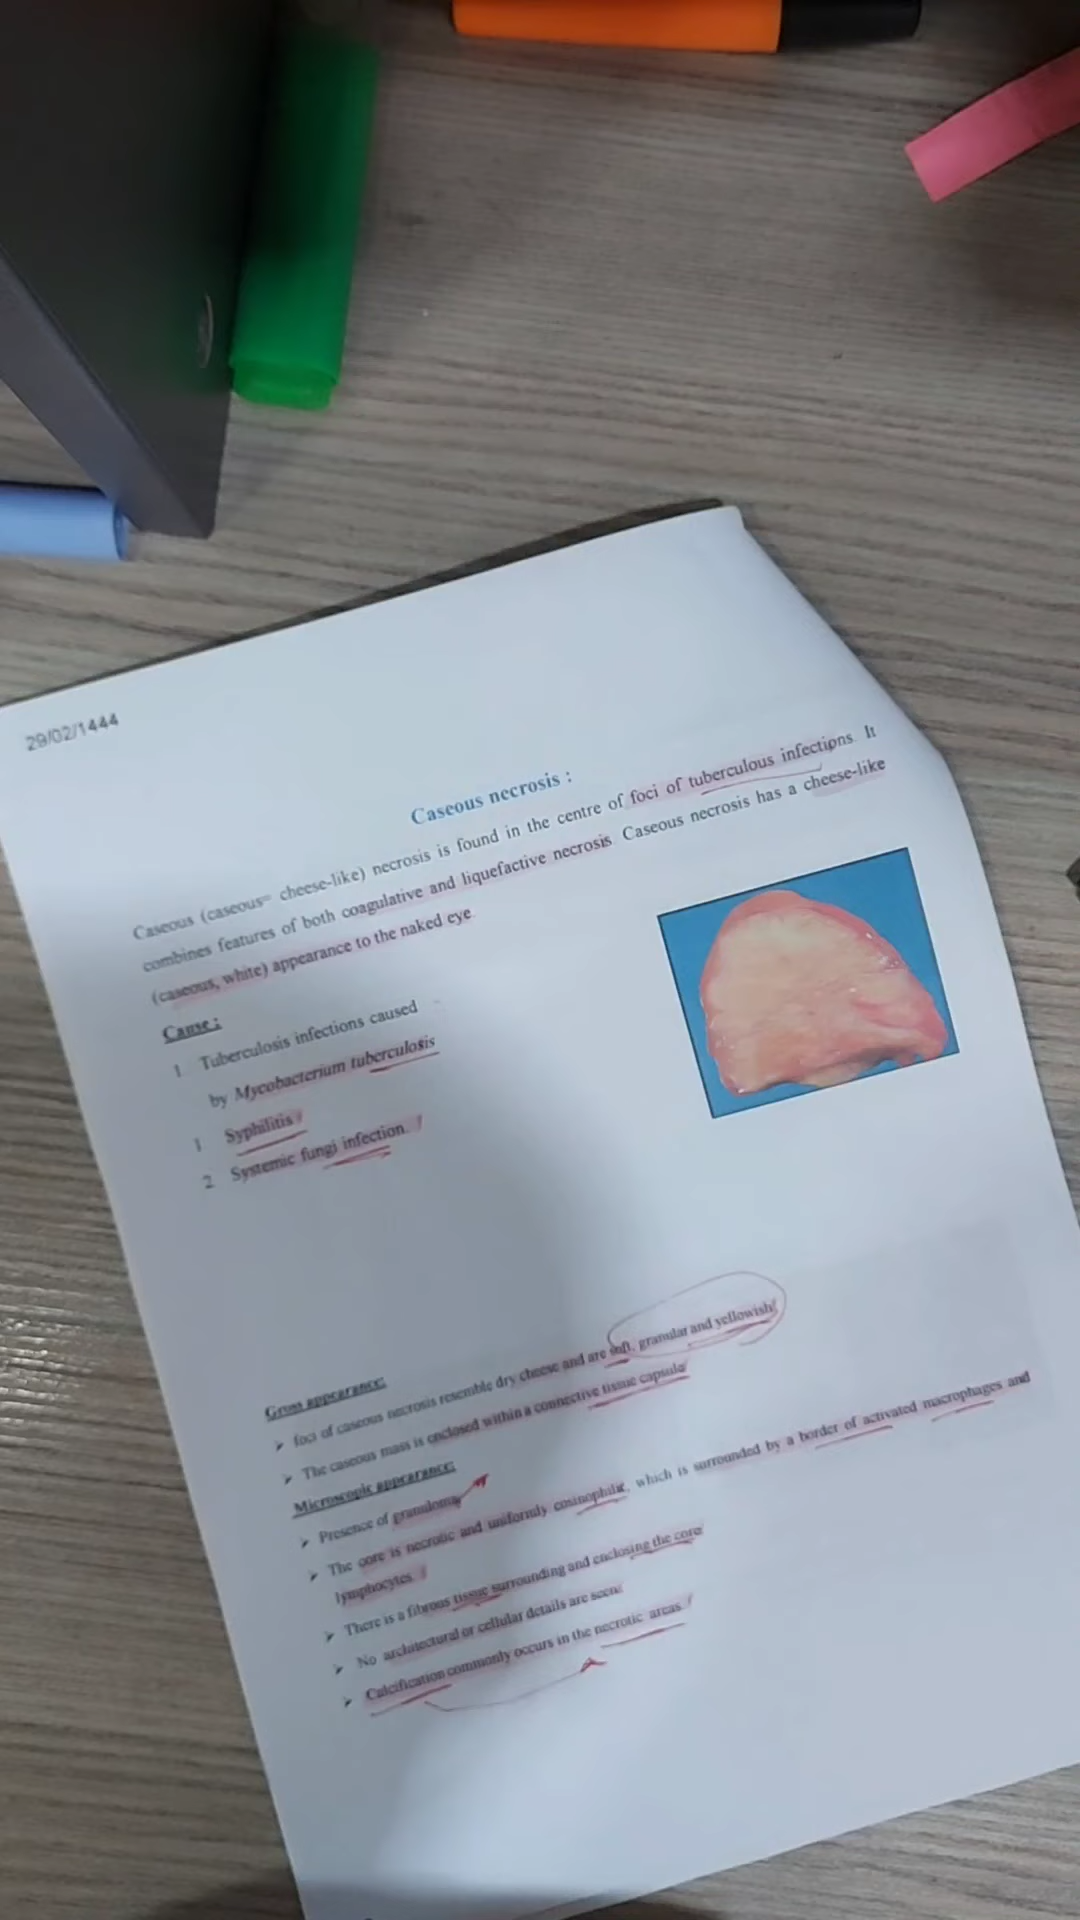 29/02/1444
Caseous necrosis :
Caseous (caseous= cheese-like) necrosis is found in the centre of foci of tuberculous infections. It
combines features of both coagulative and liquefactive necrosis. Caseous necrosis has a cheese-like
(caseous, white) appearance to the naked eye.
Cause :
1. Tuberculosis infections caused
by Mycobacterium tuberculosis
1 Syphilitis
2. Systemic fungi infection.
Gross appearance:
➤ foci of caseous necrosis resemble dry cheese and are soft, granular and yellowish
➤ The caseous mass is enclosed within a connective tissue capsule
Microscopic appearance:
➤ Presence of granuloma
➤ The core is necrotic and uniformly eosinophilic, which is surrounded by a border of activated macrophages and
lymphocytes.
➤ There is a fibrous tissue surrounding and enclosing the core
➤ No architectural or cellular details are seen
➤ Calcification commonly occurs in the necrotic areas.